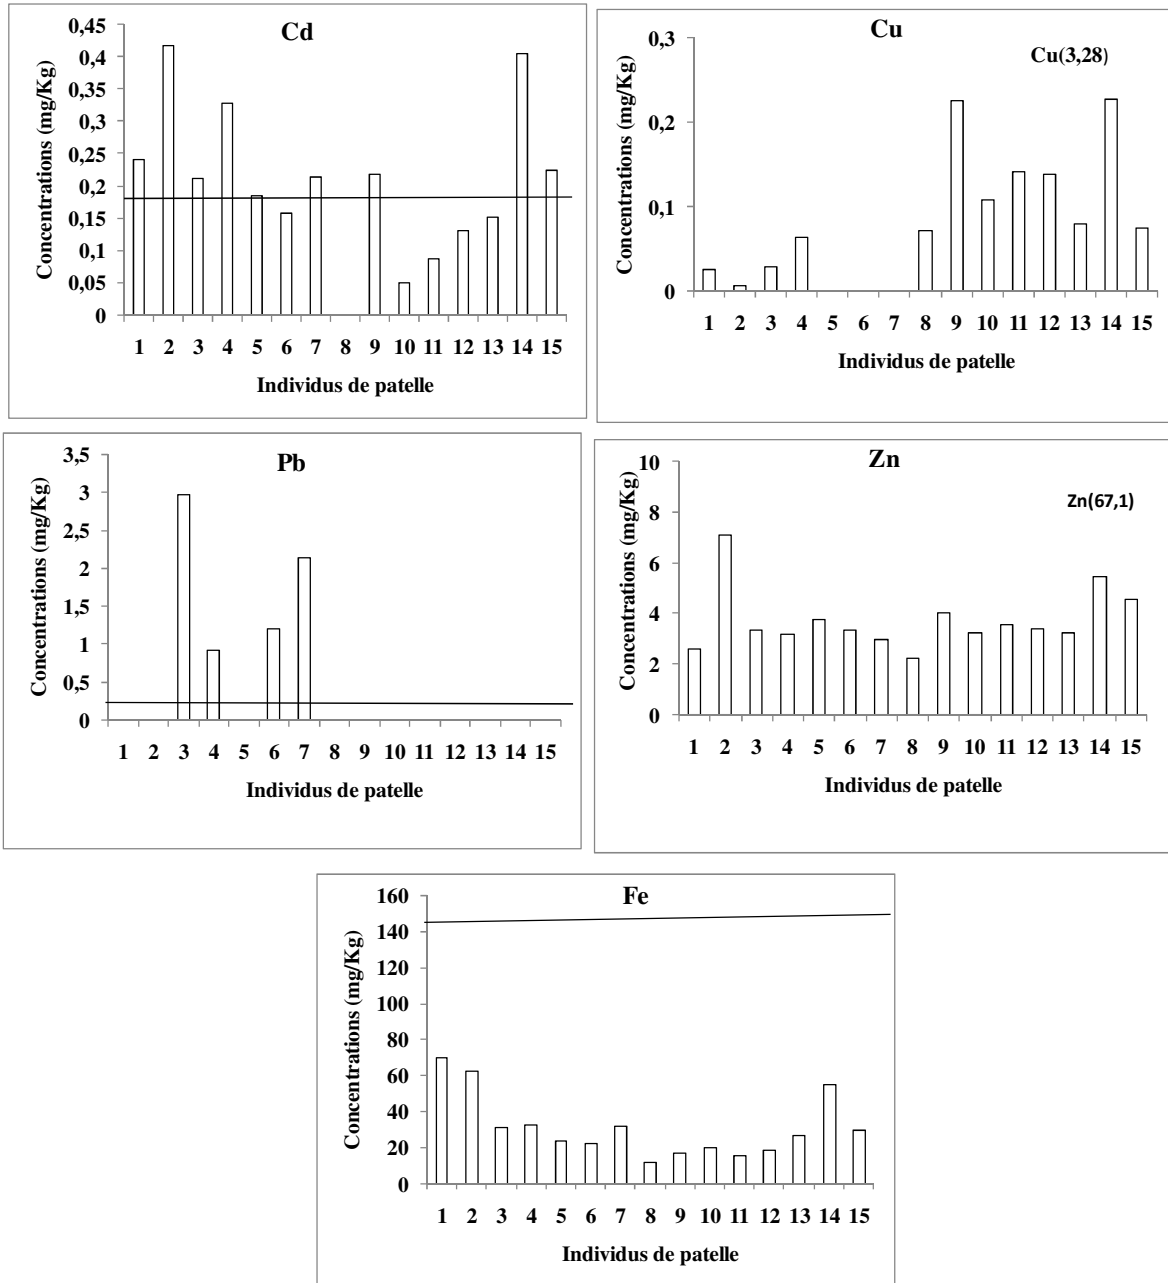 Cd
Concentrations (mg/Kg)
0,45
0,4
0,35
0,3
0,25
0,2
0,15
0,1
0,05
0
1 2 3 4 5 6 7 8 9 10 11 12 13 14 15
Individus de patelle
Cu
Cu(3,28)
Concentrations (mg/Kg)
0,3
0,2
0,1
0
1 2 3 4 5 6 7 8 9 10 11 12 13 14 15
Individus de patelle
Pb
Concentrations (mg/Kg)
3,5
3
2,5
2
1,5
1
0,5
0
1 2 3 4 5 6 7 8 9 10 11 12 13 14 15
Individus de patelle
Zn
Zn(67,1)
Concentrations (mg/Kg)
10
8
6
4
2
0
1 2 3 4 5 6 7 8 9 10 11 12 13 14 15
Individus de patelle
Fe
Concentrations (mg/Kg)
160
140
120
100
80
60
40
20
0
1 2 3 4 5 6 7 8 9 10 11 12 13 14 15
Individus de patelle